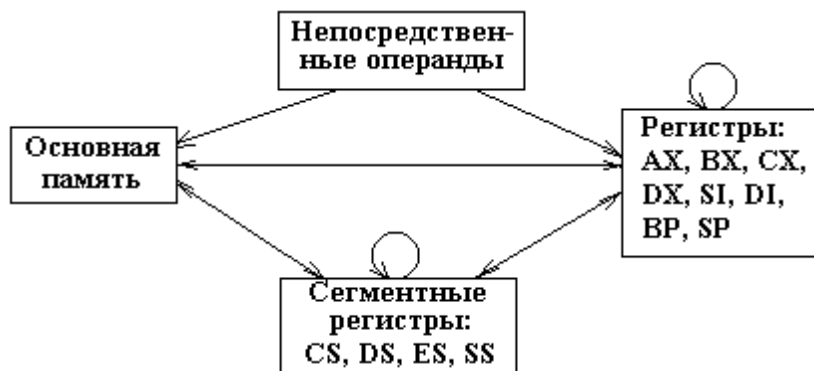 Непосредствен-
ные операнды
Основная
память
Регистры:
AX, BX, CX,
DX, SI, DI,
BP, SP
Сегментные
регистры:
CS, DS, ES, SS